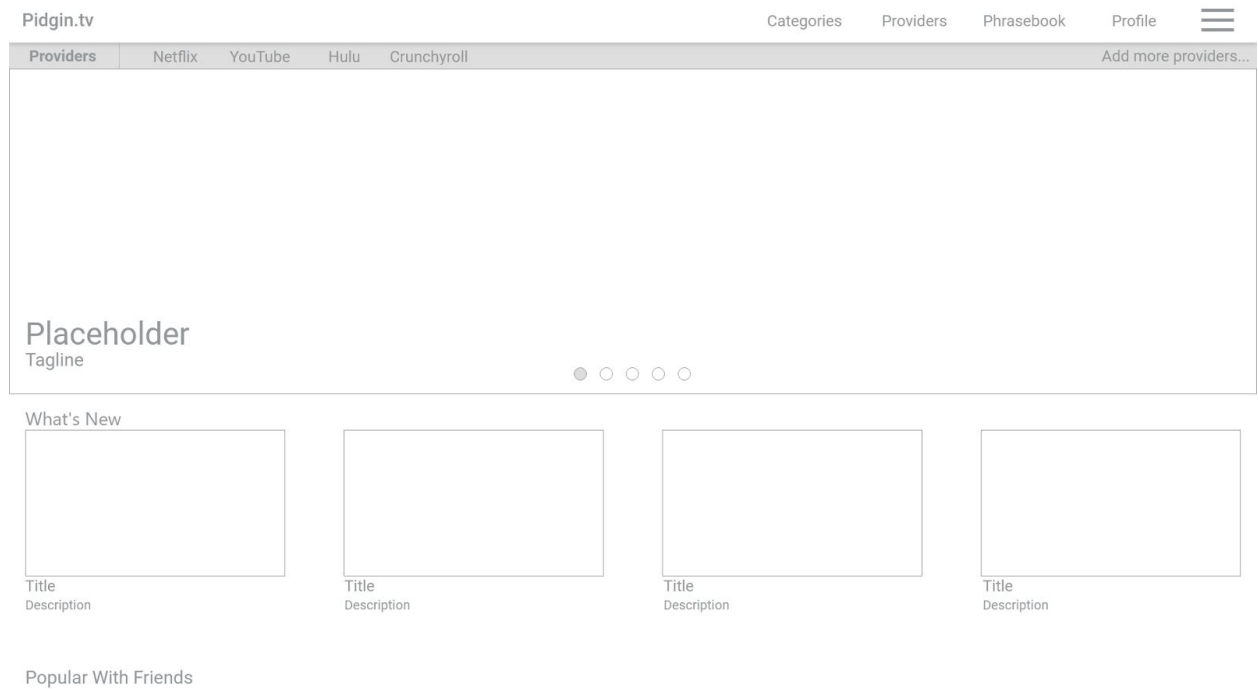 Pidgin.tv Categories Providers Phrasebook Profile
Providers Netflix YouTube Hulu Crunchyroll Add more providers...
Placeholder
Tagline
What's New
Title Title Title Title
Description Description Description Description
Popular With Friends